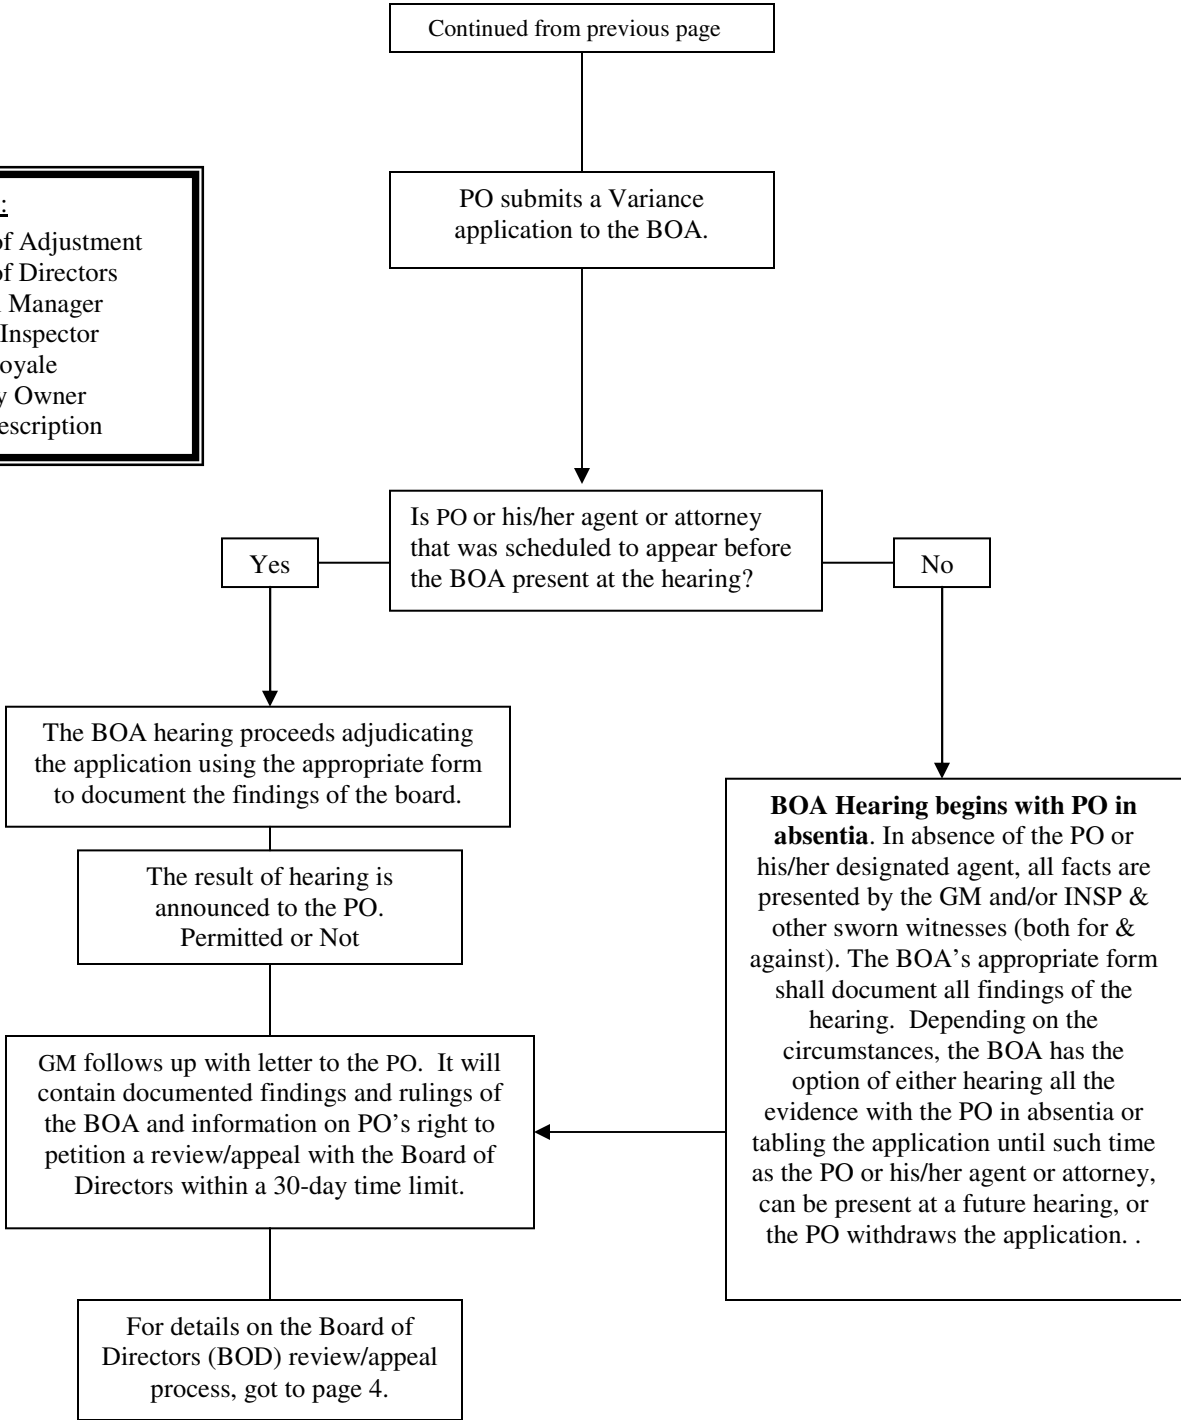 Continued from previous page
PO submits a Variance
application to the BOA.
:
of Adjustment
of Directors
Manager
Inspector
oyale
y Owner
escription
Is PO or his/her agent or attorney
that was scheduled to appear before
the BOA present at the hearing?
Yes
No
The BOA hearing proceeds adjudicating
the application using the appropriate form
to document the findings of the board.
The result of hearing is
announced to the PO.
Permitted or Not
BOA Hearing begins with PO in
absentia. In absence of the PO or
his/her designated agent, all facts are
presented by the GM and/or INSP &
other sworn witnesses (both for &
against). The BOA’s appropriate form
shall document all findings of the
hearing. Depending on the
circumstances, the BOA has the
option of either hearing all the
evidence with the PO in absentia or
tabling the application until such time
as the PO or his/her agent or attorney,
can be present at a future hearing, or
the PO withdraws the application. .
GM follows up with letter to the PO. It will
contain documented findings and rulings of
the BOA and information on PO’s right to
petition a review/appeal with the Board of
Directors within a 30-day time limit.
For details on the Board of
Directors (BOD) review/appeal
process, got to page 4.